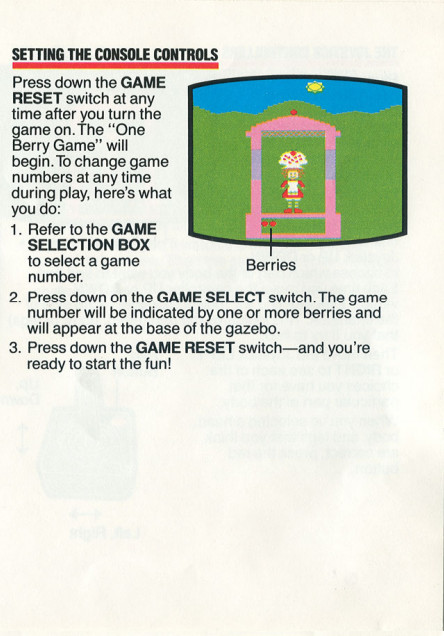 SETTING THE CONSOLE CONTROLS
Press down the GAME
RESET switch at any
time after you turn the
game on. The "One
Berry Game" will
begin. To change game
numbers at any time
during play, here's what
you do:
1. Refer to the GAME
SELECTION BOX
to select a game
number.
Berries
2. Press down on the GAME SELECT switch. The game
number will be indicated by one or more berries and
will appear at the base of the gazebo.
3. Press down the GAME RESET switch—and you're
ready to start the fun!